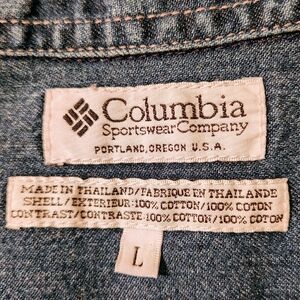 Columbia
Sportswear Company
PORTLAND, OREGON U.S.A.
MADE IN THAILAND/FABRIQUE EN THAILANDE
SHELL/EXTERIEUR:100% COTTON/100% COTON
CONTRAST/CONTRASTE:100% COTTON/100% COTON
L